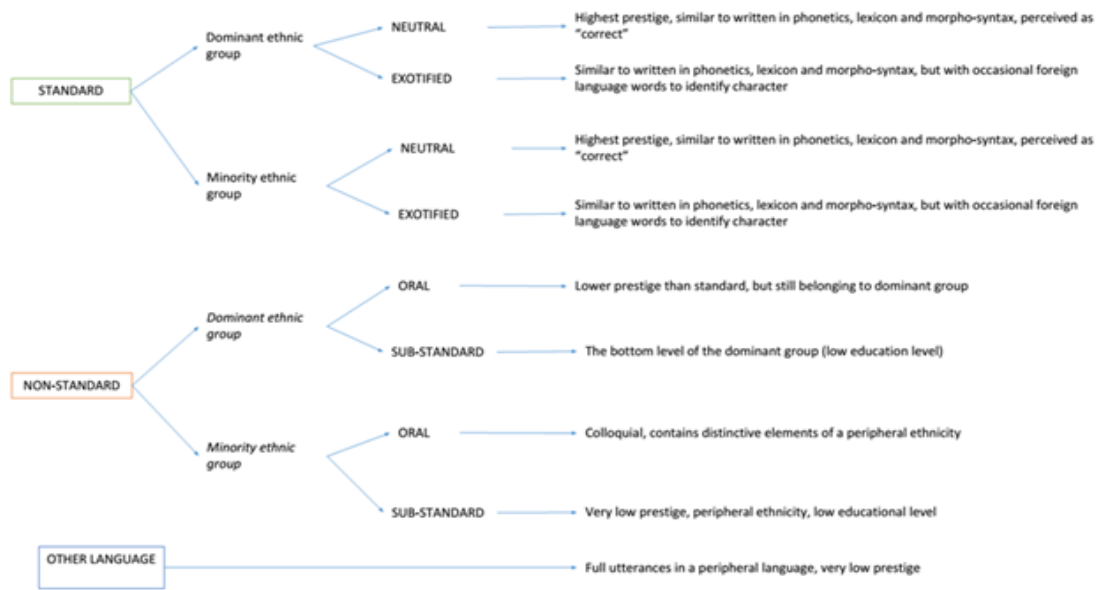 STANDARD
Dominant ethnic
group
NEUTRAL
Highest prestige, similar to written in phonetics, lexicon and morpho-syntax, perceived as
“correct”
EXOTIFIED
Similar to written in phonetics, lexicon and morpho-syntax, but with occasional foreign
language words to identify character
Minority ethnic
group
NEUTRAL
Highest prestige, similar to written in phonetics, lexicon and morpho-syntax, perceived as
“correct”
EXOTIFIED
Similar to written in phonetics, lexicon and morpho-syntax, but with occasional foreign
language words to identify character
NON-STANDARD
Dominant ethnic
group
ORAL
Lower prestige than standard, but still belonging to dominant group
SUB-STANDARD
The bottom level of the dominant group (low education level)
Minority ethnic
group
ORAL
Colloquial, contains distinctive elements of a peripheral ethnicity
SUB-STANDARD
Very low prestige, peripheral ethnicity, low educational level
OTHER LANGUAGE
Full utterances in a peripheral language, very low prestige